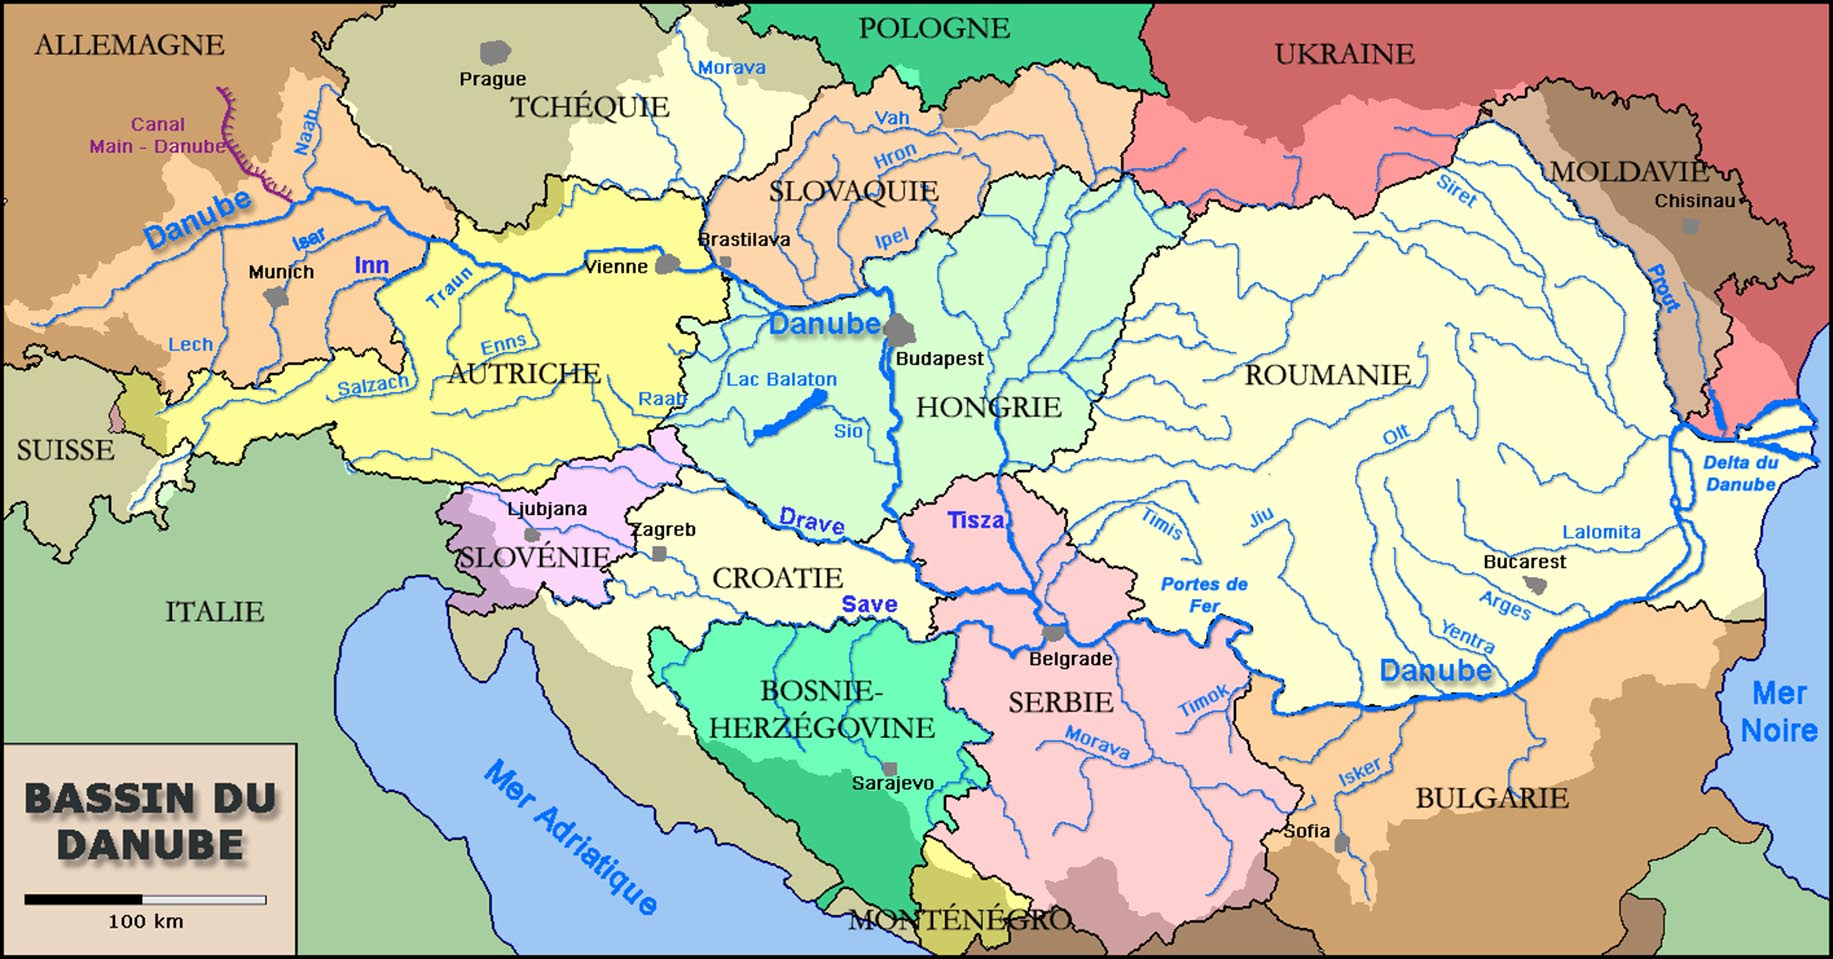 ALLEMAGNE
POLOGNE
UKRAINE
Prague
Morava
TCHÉQUIE
Canal
Main - Danube
Naab
Vah
Hron
SLOVAQUIE
MOLDAVIE
Chisinau
Siret
Danube
Isar
Munich
Inn
Traun
Vienne
Brastilava
Ipel
Prout
Lech
Enns
Salzach
AUTRICHE
Raab
Danube
Budapest
Lac Balaton
Sio
HONGRIE
ROUMANIE
SUISSE
Olt
Delta du
Danube
Ljubjana
SLOVÉNIE
Zagreb
Drave
Tisza
Timis
Jiu
Lalomita
Bucarest
CROATIE
Save
Portes de
Fer
Arges
Yentra
ITALIE
Belgrade
Danube
BOSNIE-
HERZÉGOVINE
SERBIE
Timok
Mer
Noire
Morava
Sarajevo
Isker
BULGARIE
Sofia
Mer Adriatique
MONTÉNÉGRO
BASSIN DU
DANUBE
100 km